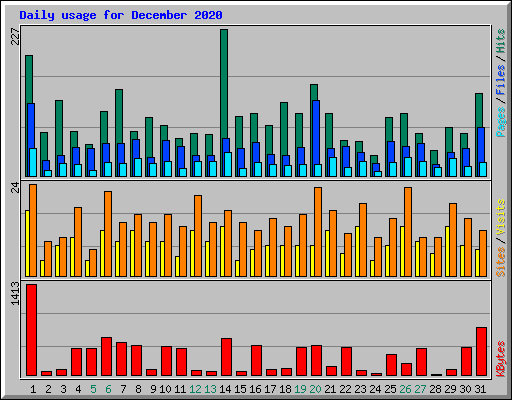 Daily usage for December 2020
227
Pages / Files / Hits
24
Sites / Visits
1413
KBytes
1 2 3 4 5 6 7 8 9 10 11 12 13 14 15 16 17 18 19 20 21 22 23 24 25 26 27 28 29 30 31